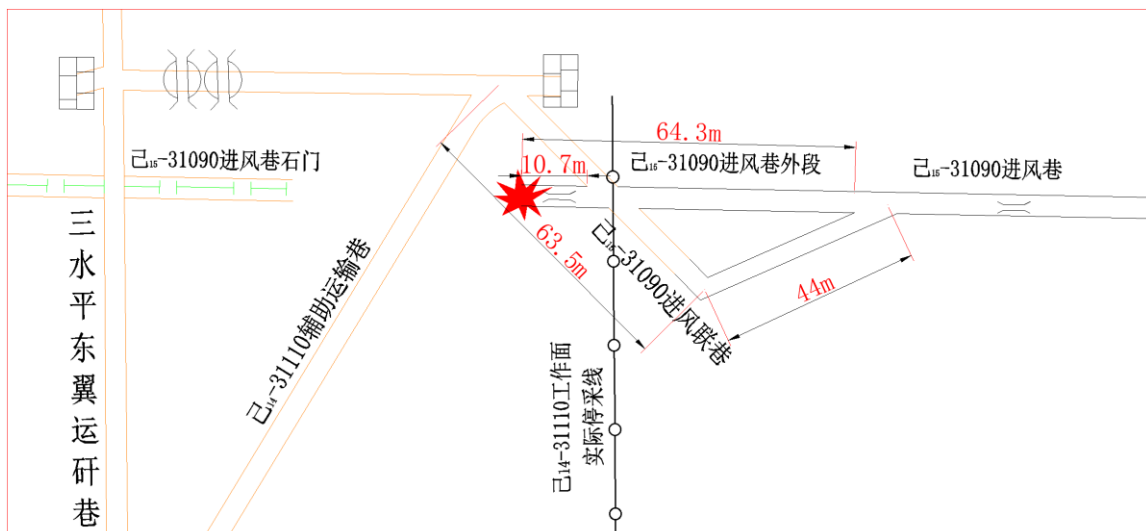 64.3m
己₁₅-31090进风巷石门
10.7m
己₁₅-31090进风巷外段
己₁₅-31090进风巷
三水平东翼运矸巷
己₁₄-31110辅助运输巷
63.5m
己₁₅-31090进风联巷
44m
己14-31110工作面
实际停采线